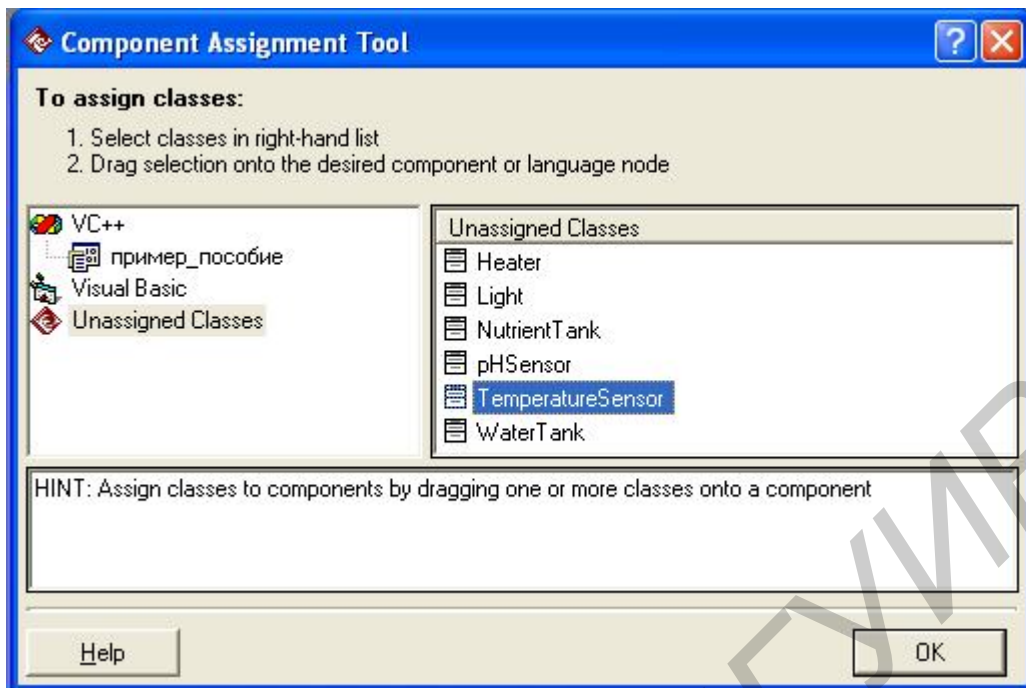 Component Assignment Tool
To assign classes:
1. Select classes in right-hand list
2. Drag selection onto the desired component or language node
VC++
пример_пособие
Visual Basic
Unassigned Classes
Unassigned Classes
Heater
Light
NutrientTank
pHSensor
TemperatureSensor
WaterTank
HINT: Assign classes to components by dragging one or more classes onto a component
Help
OK